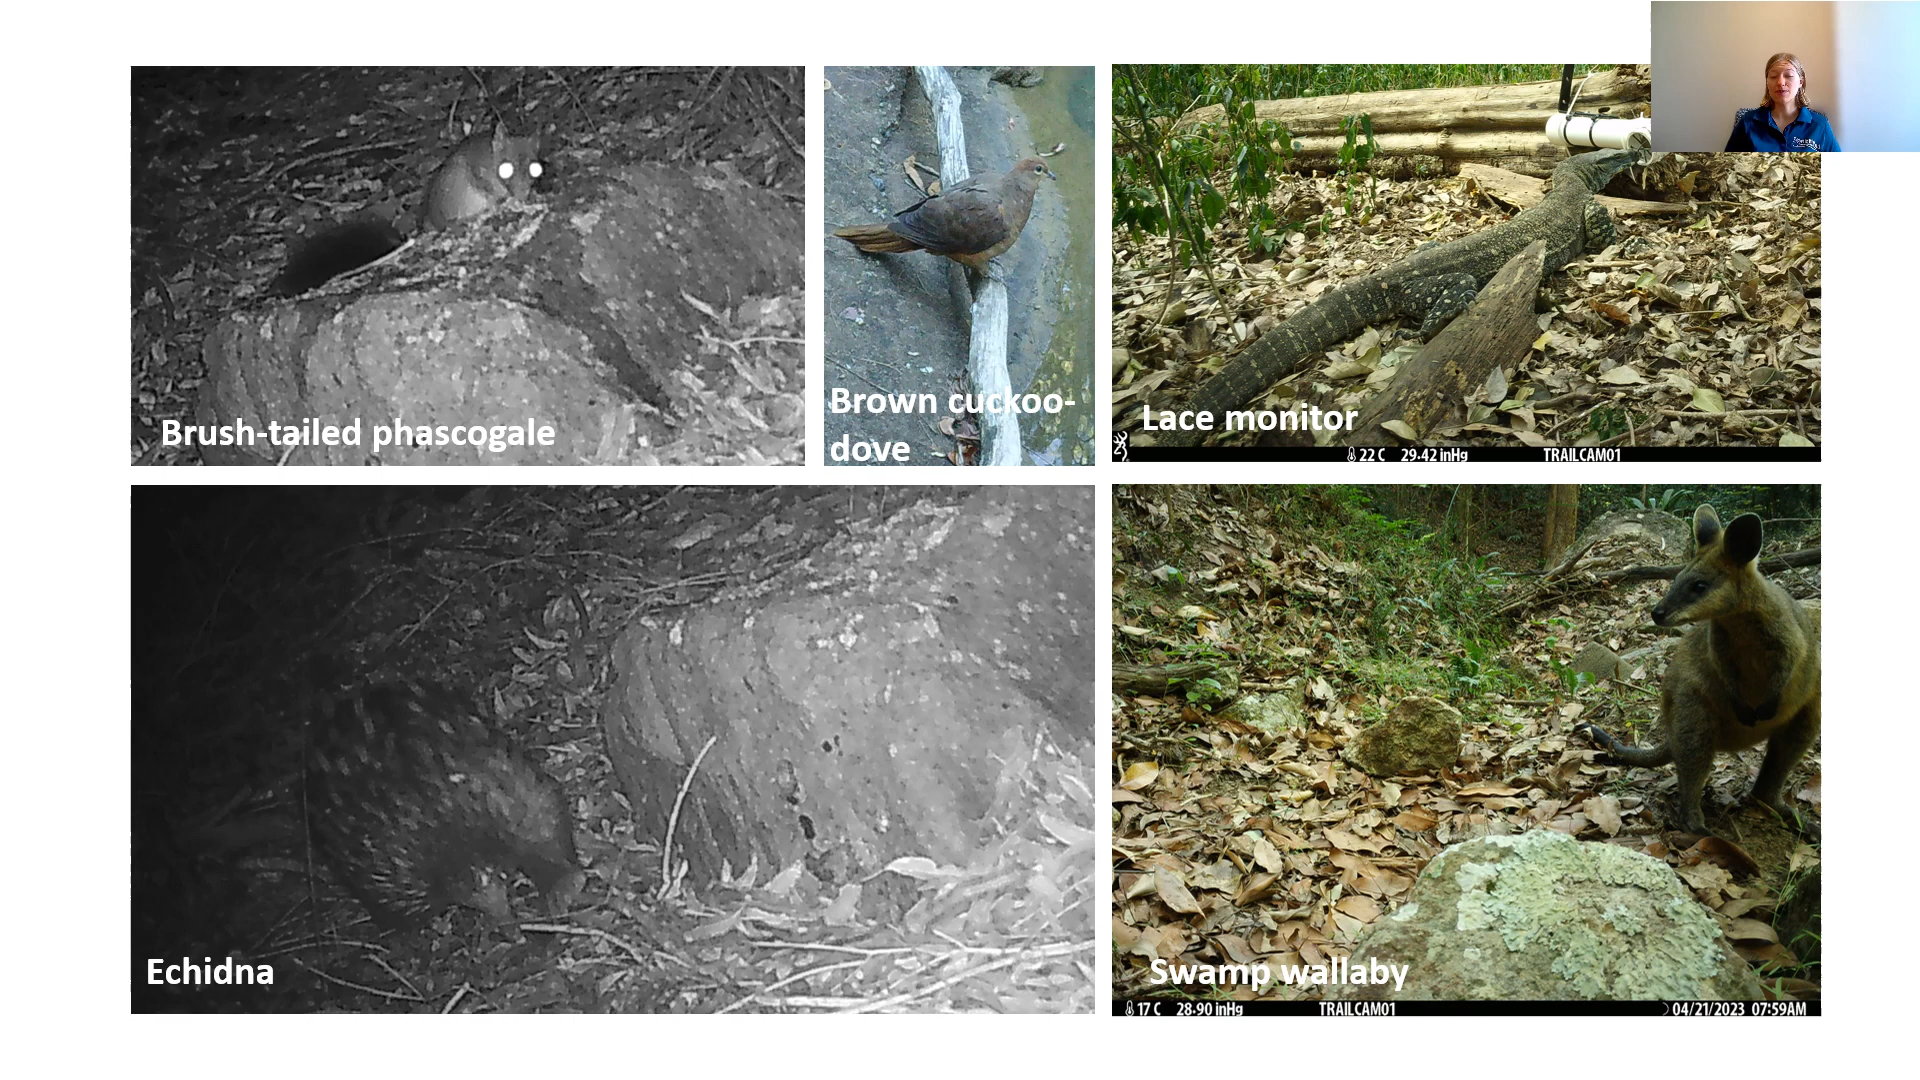 Brush-tailed phascogale
Brown cuckoo-
dove
Lace monitor
22 C 29.42 inHg TRAILCAM01
Echidna
Swamp wallaby
17 C 28.90 inHg TRAILCAM01 04/21/2023 07:59AM